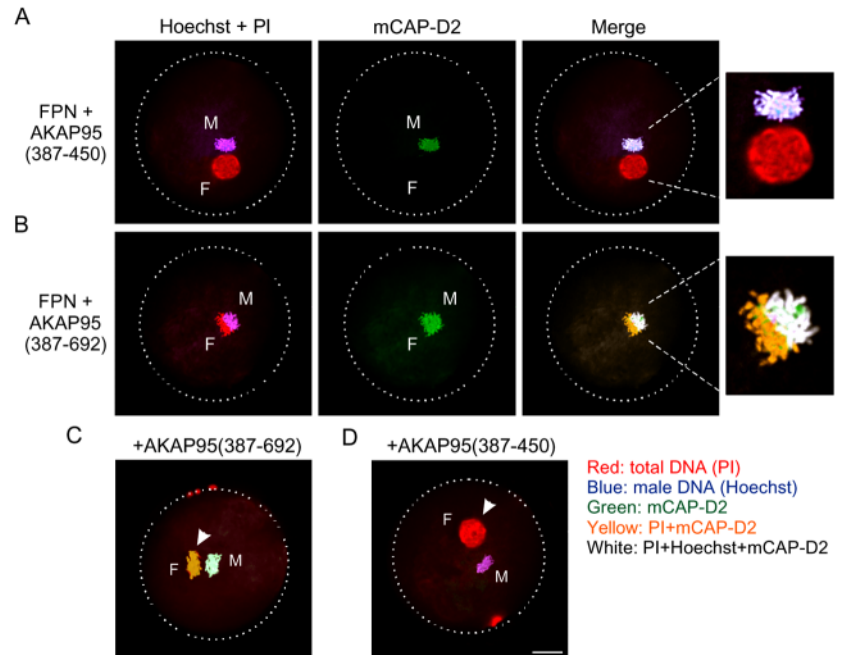 A
Hoechst + PI
mCAP-D2
Merge
FPN +
AKAP95
(387-450)
M
F
M
F
B
FPN +
AKAP95
(387-692)
M
F
M
F
C
+AKAP95(387-692)
F
M
D
+AKAP95(387-450)
F
M
Red: total DNA (PI)
Blue: male DNA (Hoechst)
Green: mCAP-D2
Yellow: PI+mCAP-D2
White: PI+Hoechst+mCAP-D2